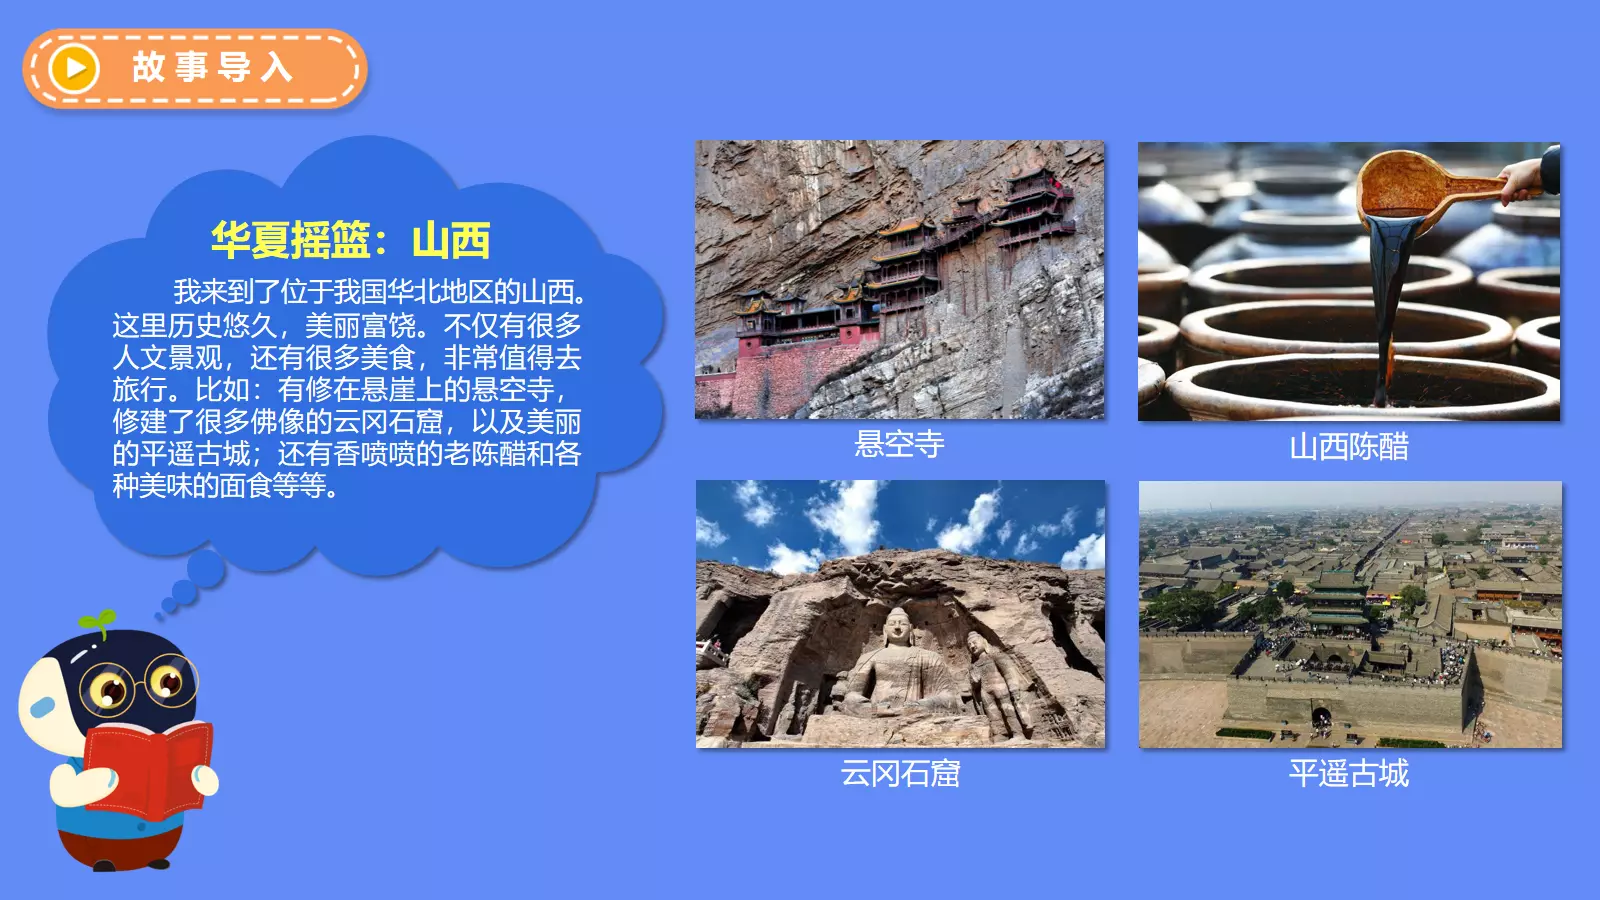 故事导入
华夏摇篮：山西
我来到了位于我国华北地区的山西。
这里历史悠久，美丽富饶。不仅有很多
人文景观，还有很多美食，非常值得去
旅行。比如：有修在悬崖上的悬空寺，
修建了很多佛像的云冈石窟，以及美丽
的平遥古城；还有香喷喷的老陈醋和各
种美味的面食等等。
悬空寺
山西陈醋
云冈石窟
平遥古城